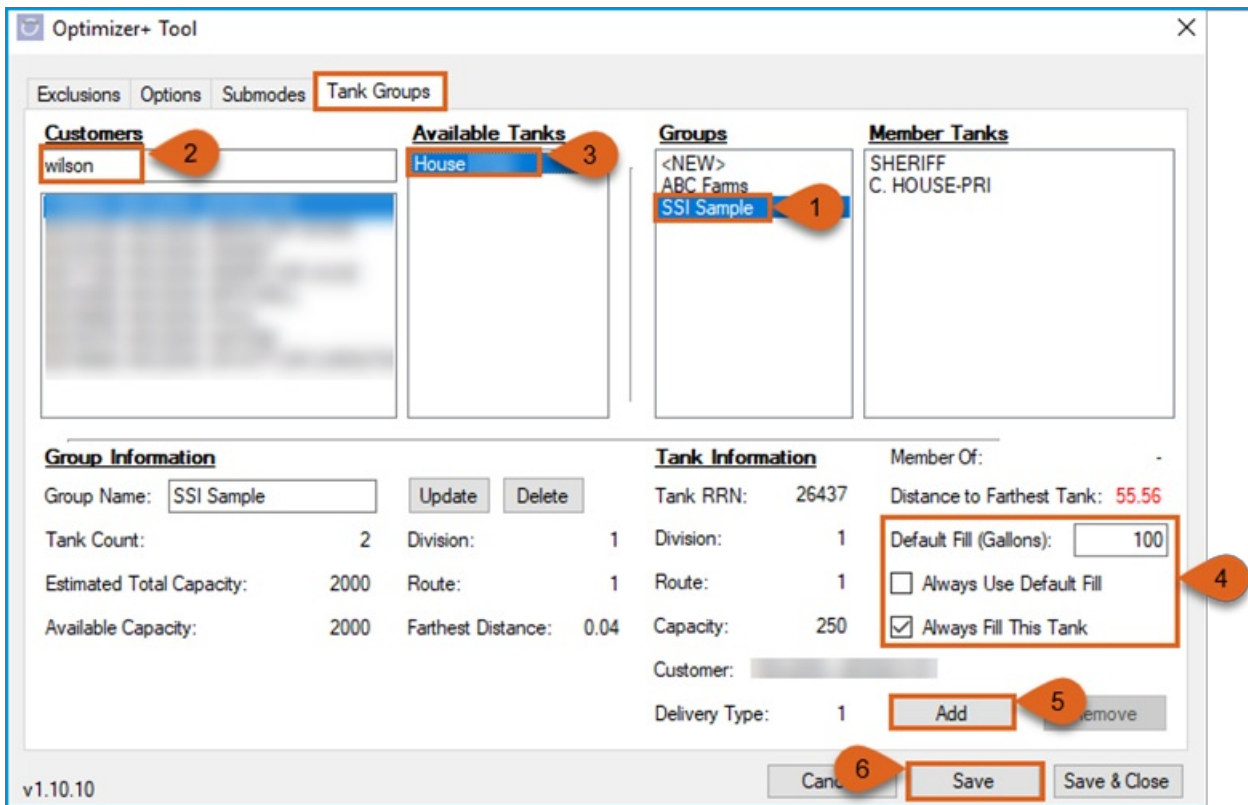 Optimizer+ Tool
Exclusions Options Submodes Tank Groups
Customers Available Tanks Groups Member Tanks
wilson 2 House 3 <NEW> SHERIFF
ABC Farms C. HOUSE-PRI
SSI Sample 1
Group Information Tank Information Member Of: -
Group Name: SSI Sample Update Delete Tank RRN: 26437 Distance to Farthest Tank: 55.56
Tank Count: 2 Division: 1 Division: 1 Default Fill (Gallons): 100
Estimated Total Capacity: 2000 Route: 1 Route: 1 Always Use Default Fill 4
Available Capacity: 2000 Farthest Distance: 0.04 Capacity: 250 Always Fill This Tank
Customer:
Delivery Type: 1 Add 5 emove
v1.10.10 Canc 6 Save Save & Close